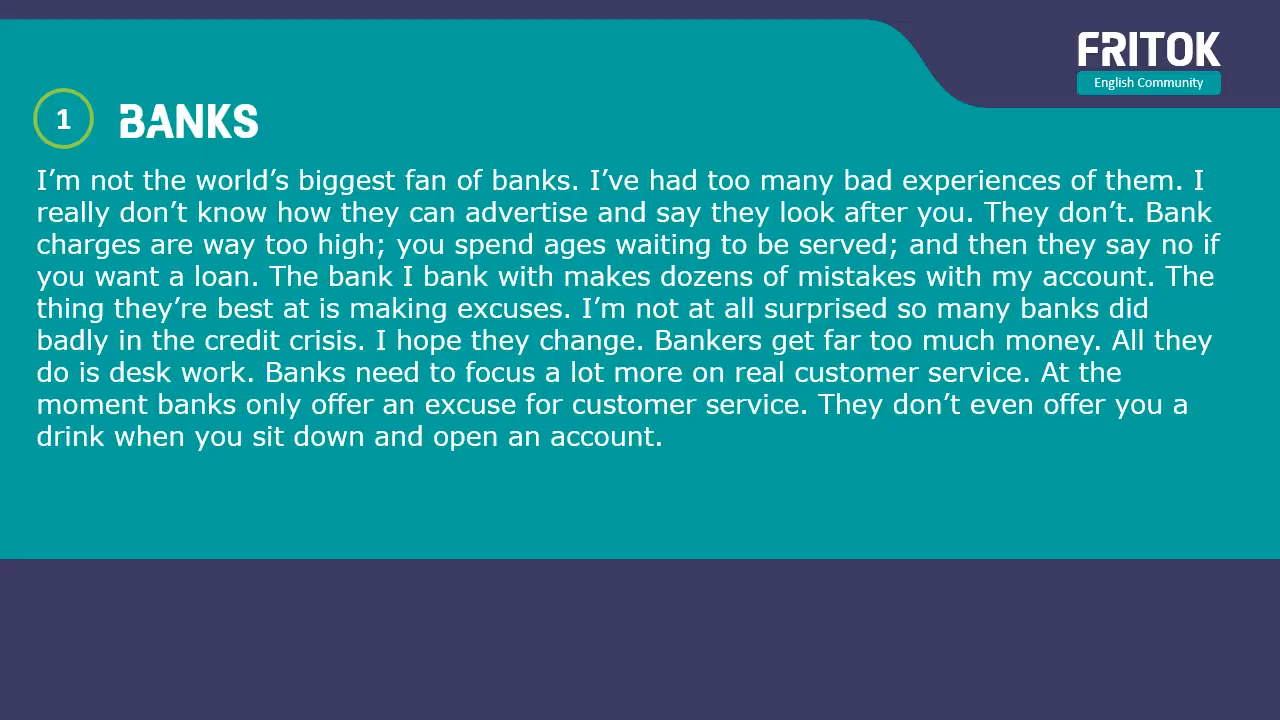 FRITOK
English Community
1 BANKS
I’m not the world’s biggest fan of banks. I’ve had too many bad experiences of them. I
really don’t know how they can advertise and say they look after you. They don’t. Bank
charges are way too high; you spend ages waiting to be served; and then they say no if
you want a loan. The bank I bank with makes dozens of mistakes with my account. The
thing they’re best at is making excuses. I’m not at all surprised so many banks did
badly in the credit crisis. I hope they change. Bankers get far too much money. All they
do is desk work. Banks need to focus a lot more on real customer service. At the
moment banks only offer an excuse for customer service. They don’t even offer you a
drink when you sit down and open an account.